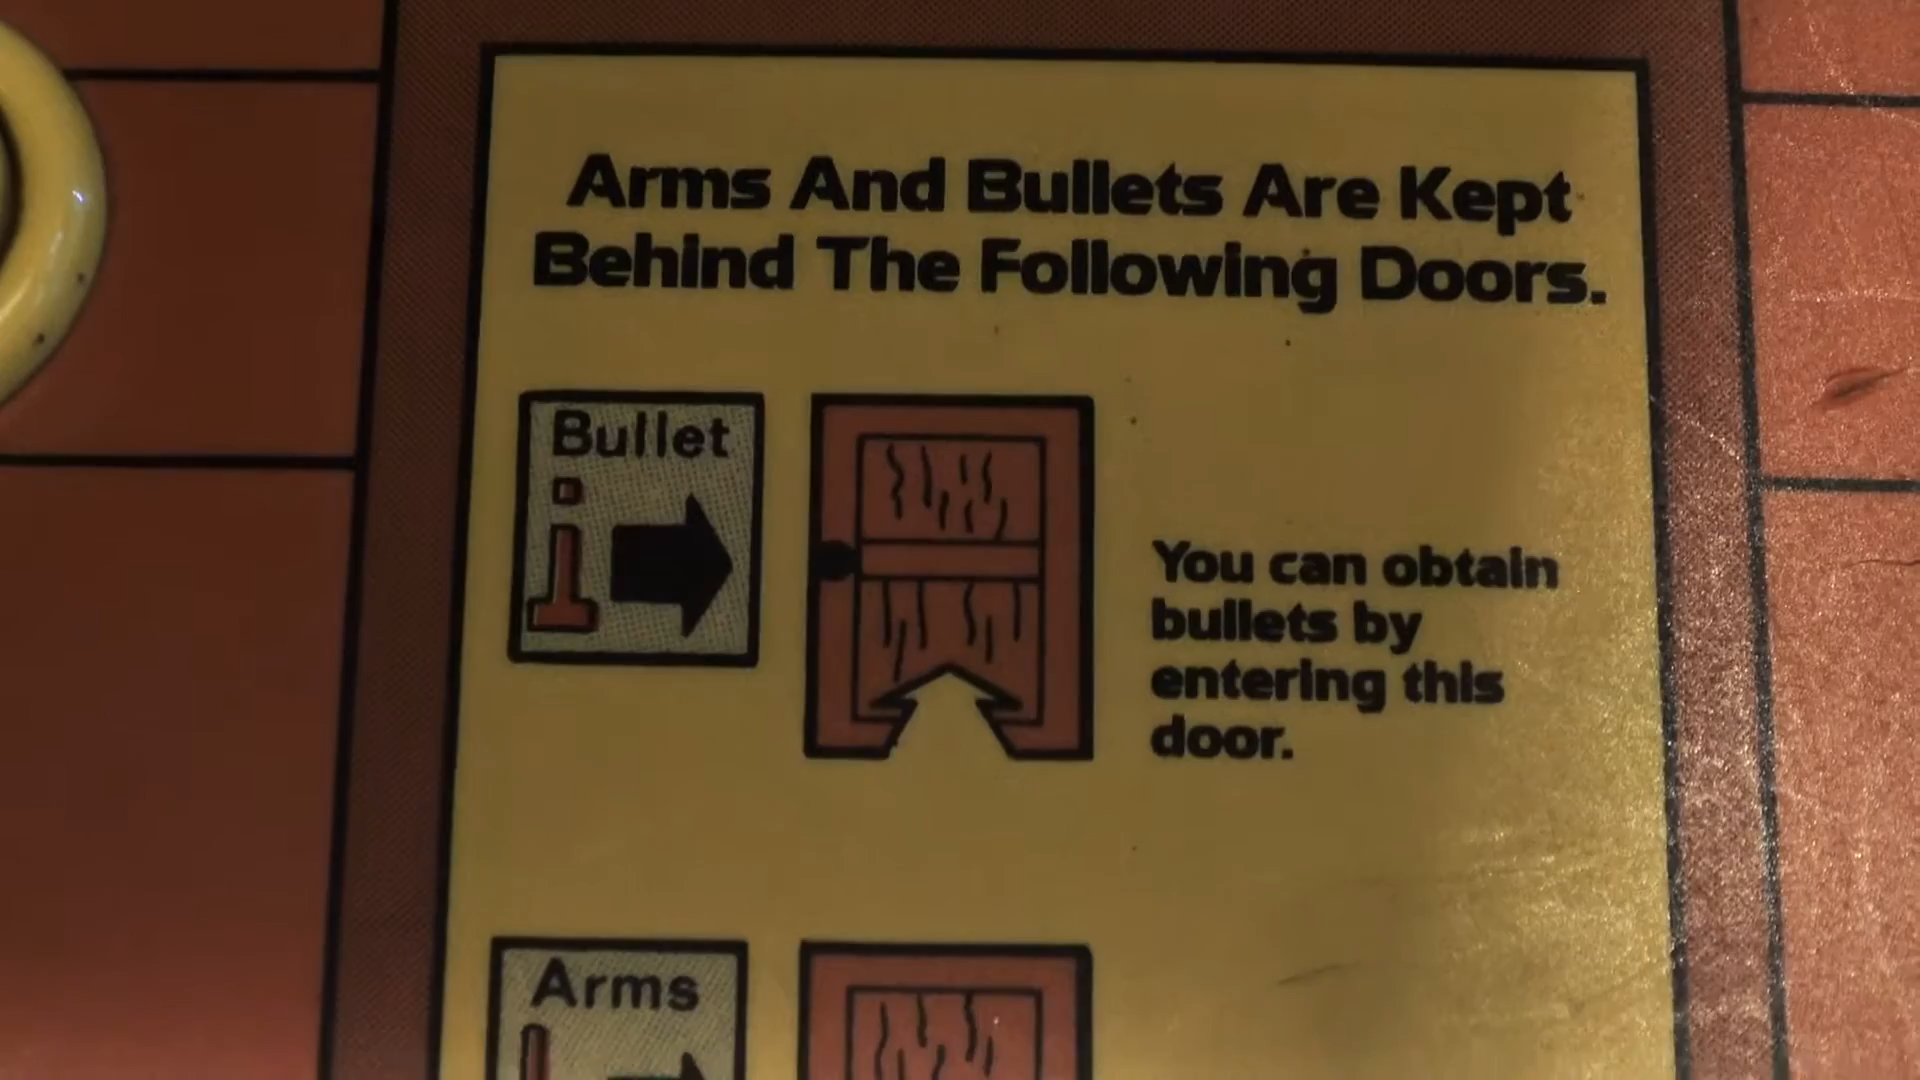 Arms And Bullets Are Kept
Behind The Following Doors.
Bullet
You can obtain
bullets by
entering this
door.
Arms